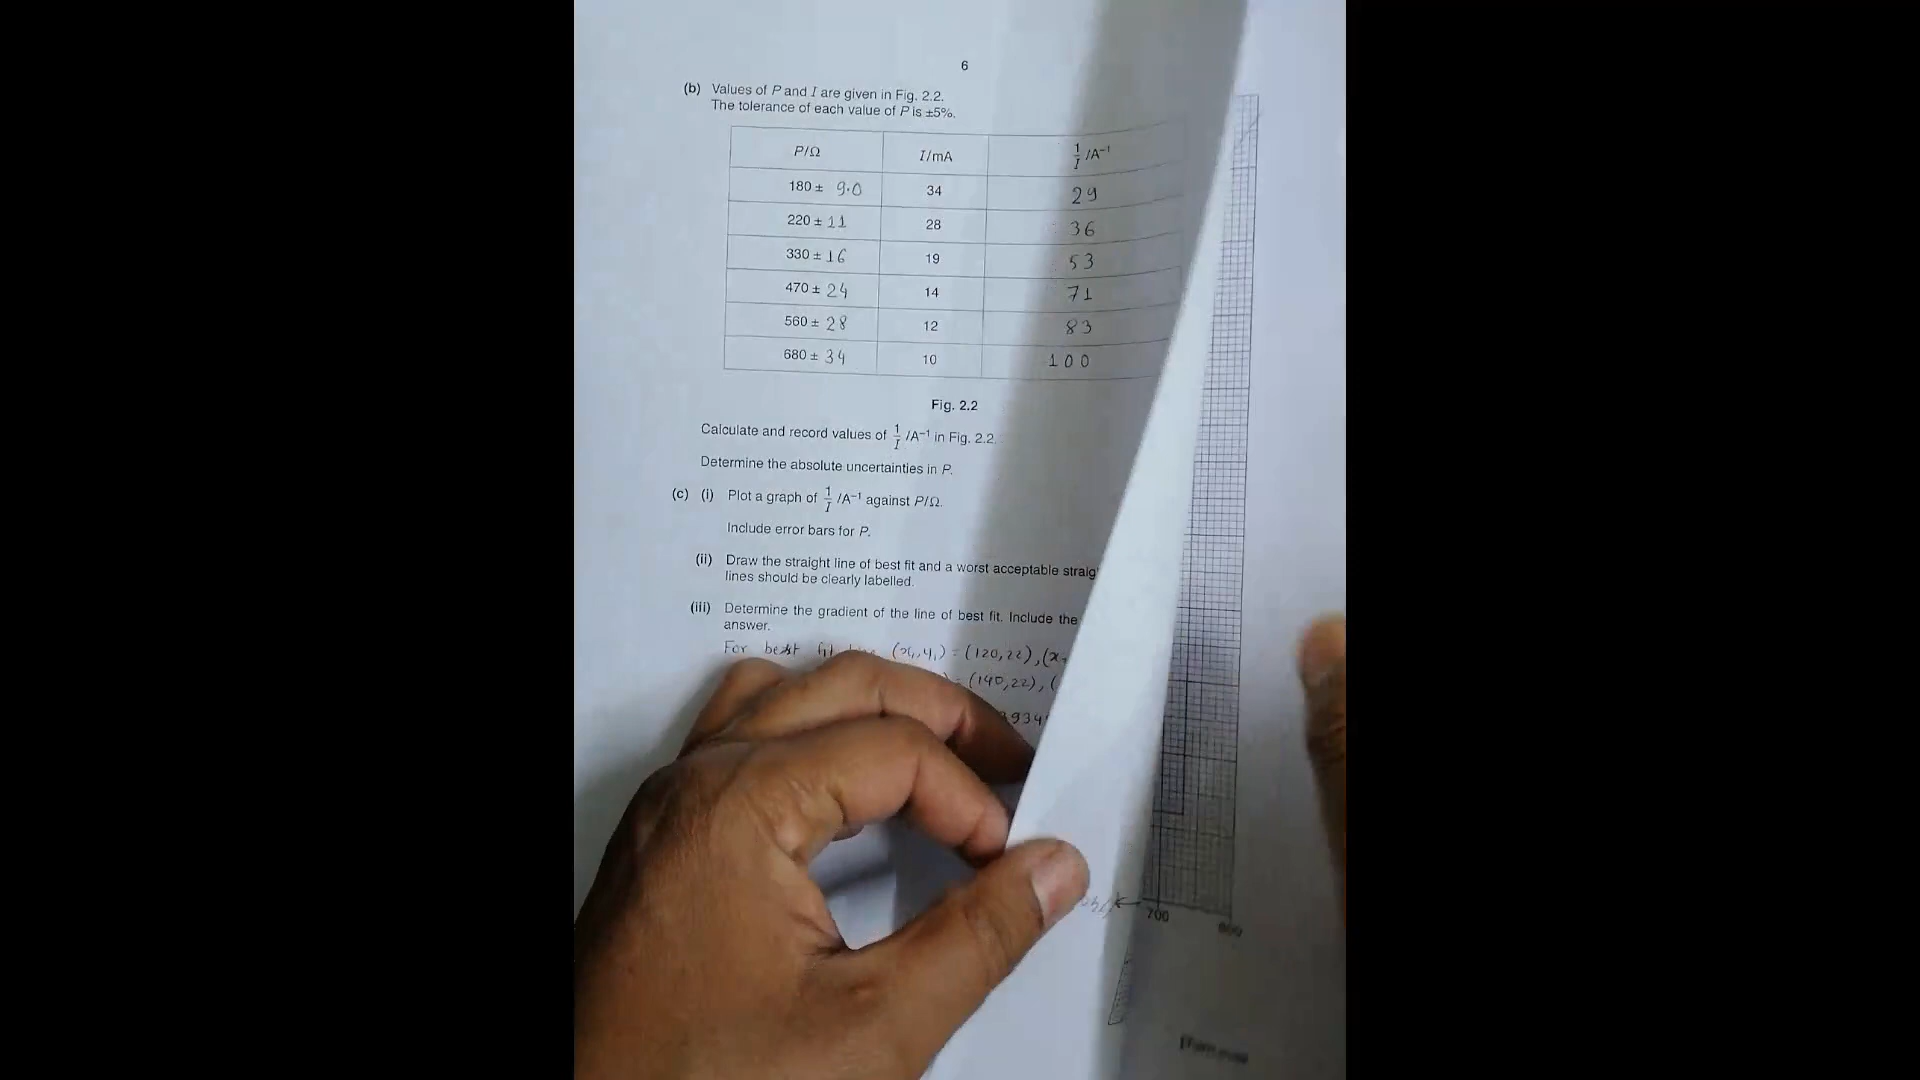 6
(b) Values of P and I are given in Fig. 2.2.
The tolerance of each value of P is ±5%.
P/Ω I/mA 1/I /A⁻¹
180 ± 9.0 34 29
220 ± 11 28 36
330 ± 16 19 53
470 ± 24 14 71
560 ± 28 12 83
680 ± 34 10 100
Fig. 2.2
Calculate and record values of 1/I /A⁻¹ in Fig. 2.2.
Determine the absolute uncertainties in P.
(c) (i) Plot a graph of 1/I /A⁻¹ against P/Ω.
Include error bars for P.
(ii) Draw the straight line of best fit and a worst acceptable
lines should be clearly labelled.
(iii) Determine the gradient of the line of best fit. Include the
answer.
For best (x₁,y₁) = (120,22), (x
) = (140,22), (
934
700
800